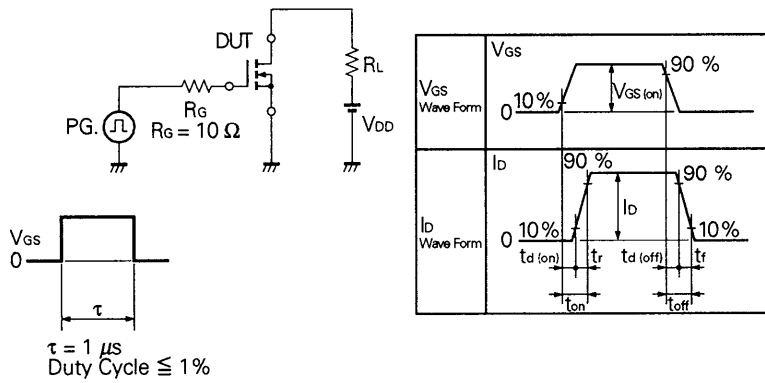 DUT
RL
RG
RG = 10 Ω
PG.
VDD
VGS
0
τ
τ = 1 μs
Duty Cycle ≦ 1%
VGS
Wave Form
VGS
10%
90 %
VGS (on)
0
ID
Wave Form
ID
90 %
90 %
ID
0
10%
10%
td (on)
tr
td (off)
tf
ton
toff